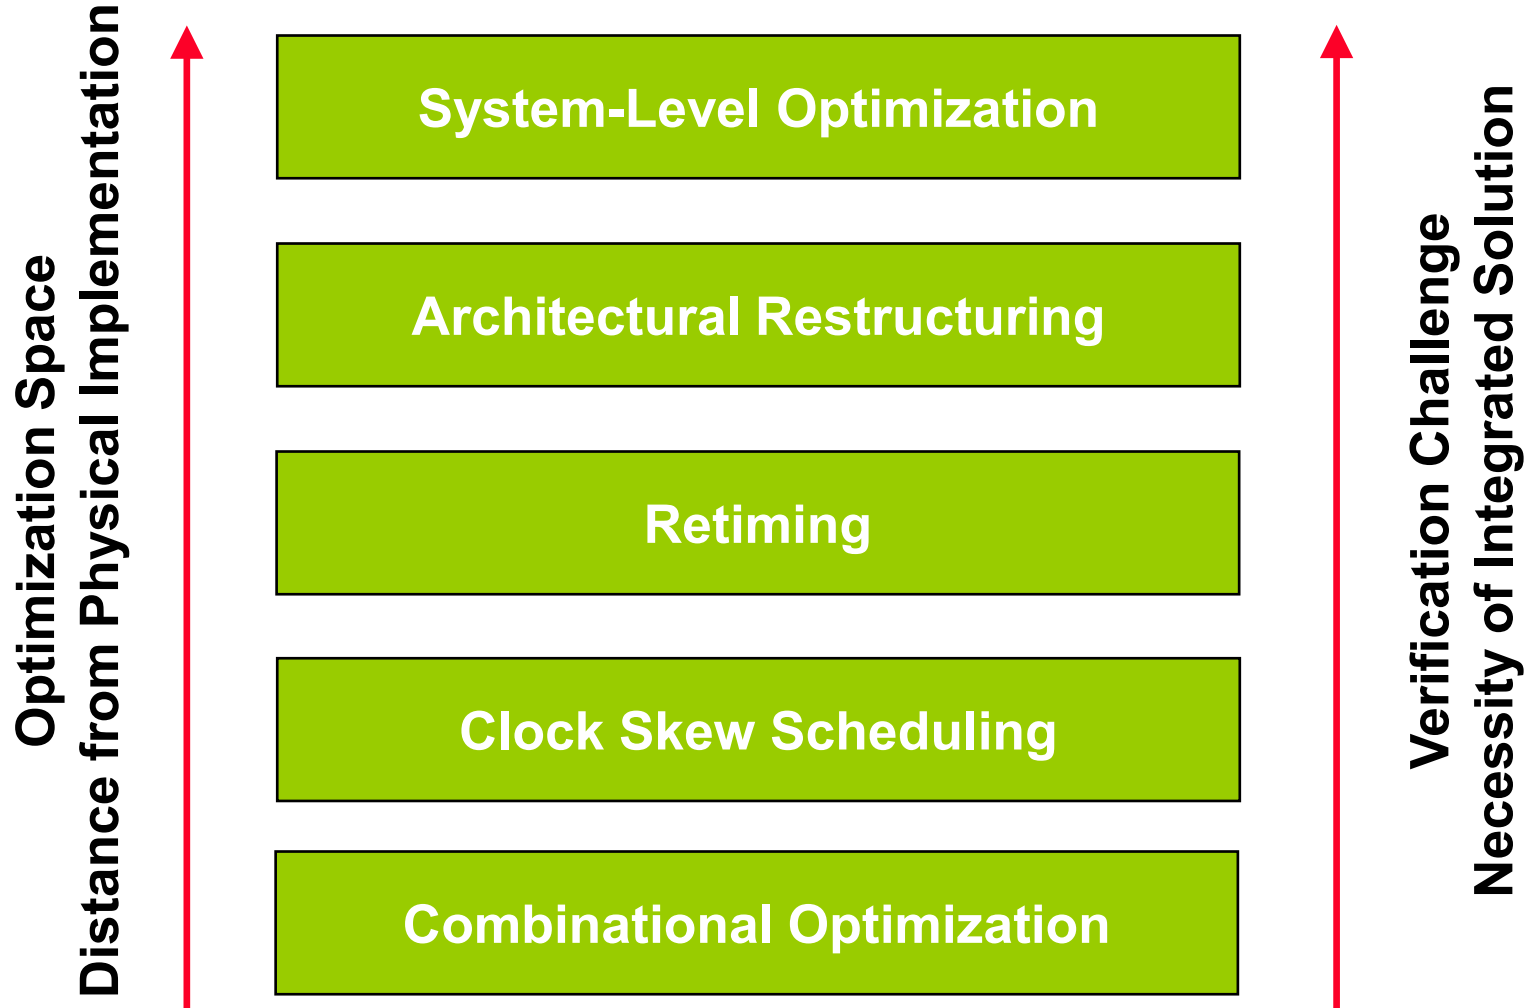 Optimization Space
Distance from Physical Implementation
System-Level Optimization
Architectural Restructuring
Retiming
Clock Skew Scheduling
Combinational Optimization
Verification Challenge
Necessity of Integrated Solution